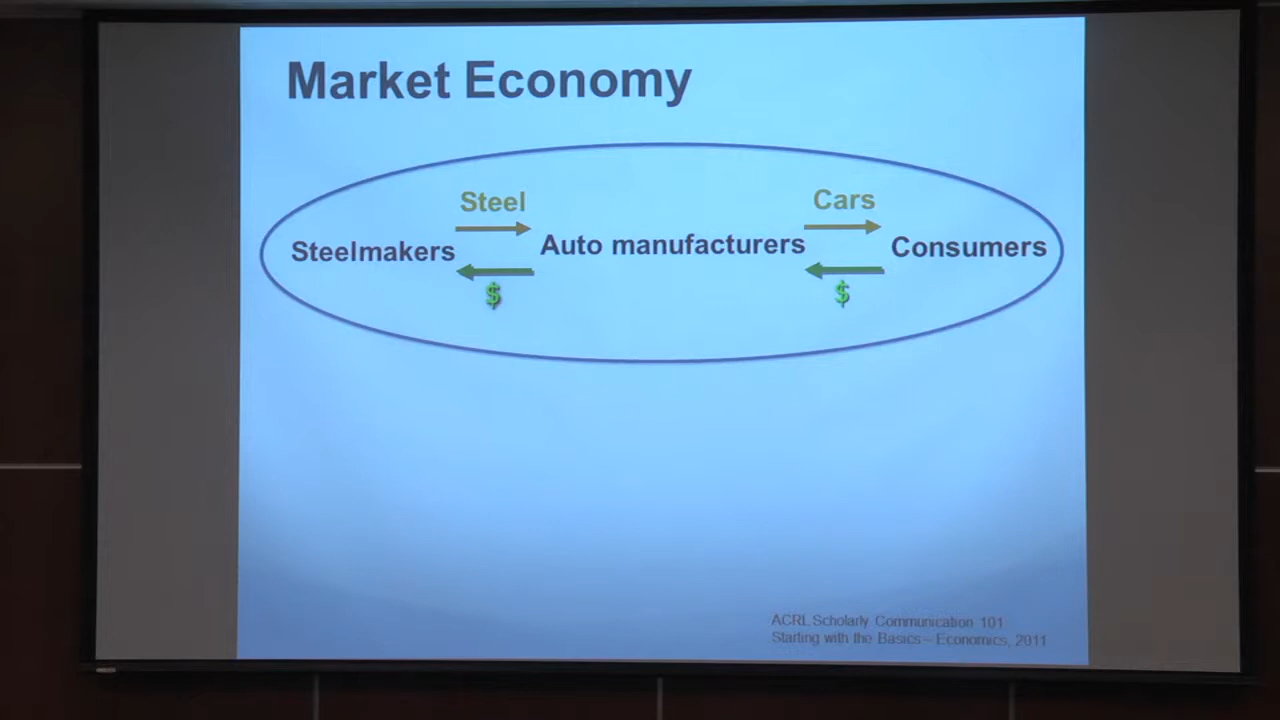 Market Economy
Steel
Cars
Steelmakers
Auto manufacturers
Consumers
$
$
ACRL Scholarly Communication 101
Starting with the Basics – Economics, 2011